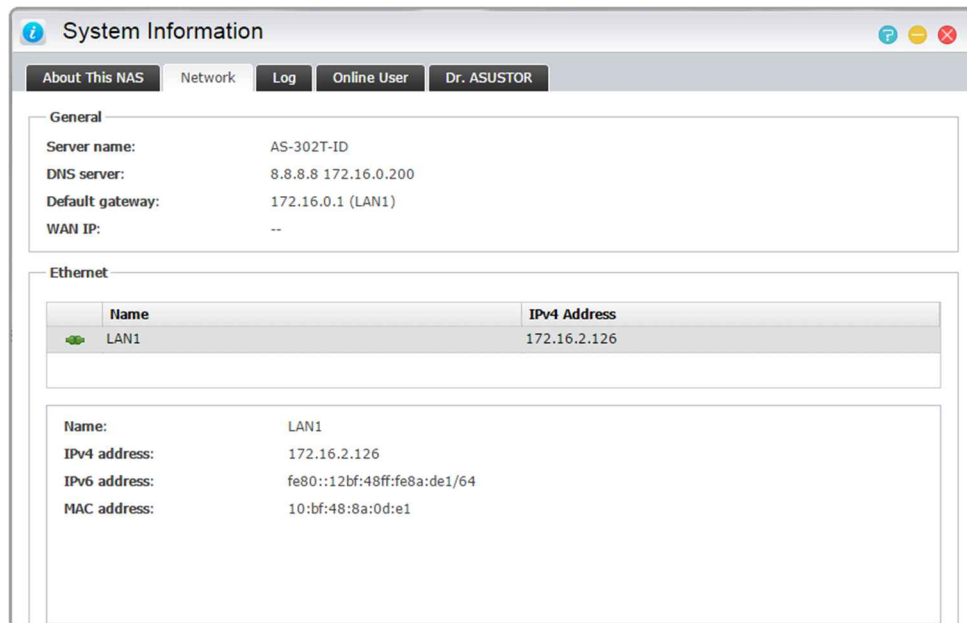 System Information
About This NAS Network Log Online User Dr. ASUSTOR
General
Server name: AS-302T-ID
DNS server: 8.8.8.8 172.16.0.200
Default gateway: 172.16.0.1 (LAN1)
WAN IP: --
Ethernet
Name IPv4 Address
LAN1 172.16.2.126
Name: LAN1
IPv4 address: 172.16.2.126
IPv6 address: fe80::12bf:48ff:fe8a:de1/64
MAC address: 10:bf:48:8a:0d:e1